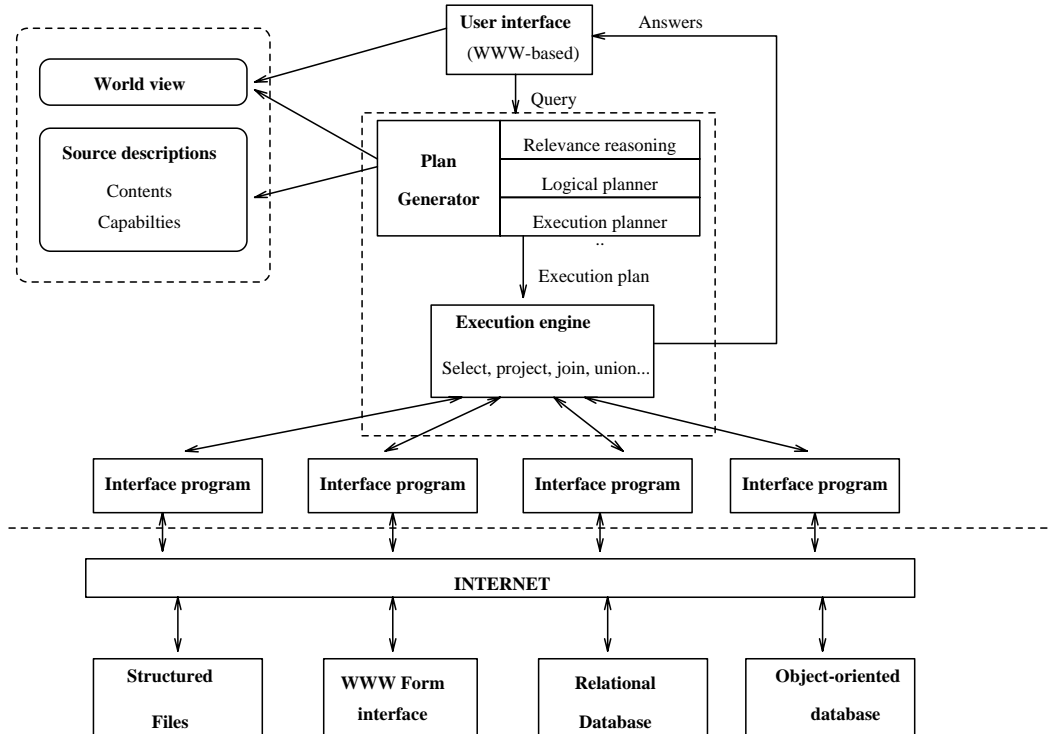 User interface
(WWW-based)
Answers
World view
Query
Source descriptions
Contents
Capabilties
Plan
Generator
Relevance reasoning
Logical planner
Execution planner
..
Execution plan
Execution engine
Select, project, join, union...
Interface program
Interface program
Interface program
Interface program
INTERNET
Structured
Files
WWW Form
interface
Relational
Database
Object-oriented
database